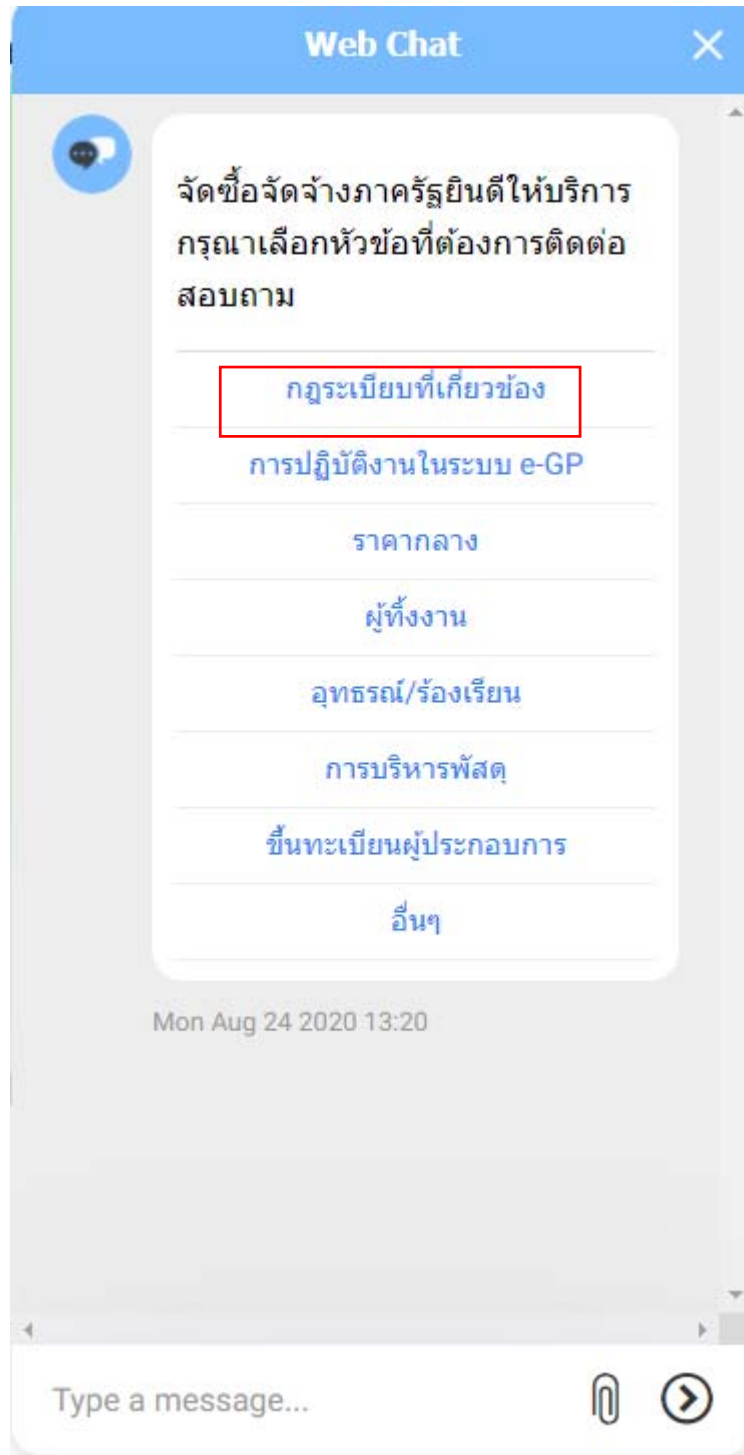 Web Chat
จัดซื้อจัดจ้างภาครัฐยินดีให้บริการ
กรุณาเลือกหัวข้อที่ต้องการติดต่อ
สอบถาม
กฎระเบียบที่เกี่ยวข้อง
การปฏิบัติงานในระบบ e-GP
ราคากลาง
ผู้ทิ้งงาน
อุทธรณ์/ร้องเรียน
การบริหารพัสดุ
ขึ้นทะเบียนผู้ประกอบการ
อื่นๆ
Mon Aug 24 2020 13:20
Type a message...